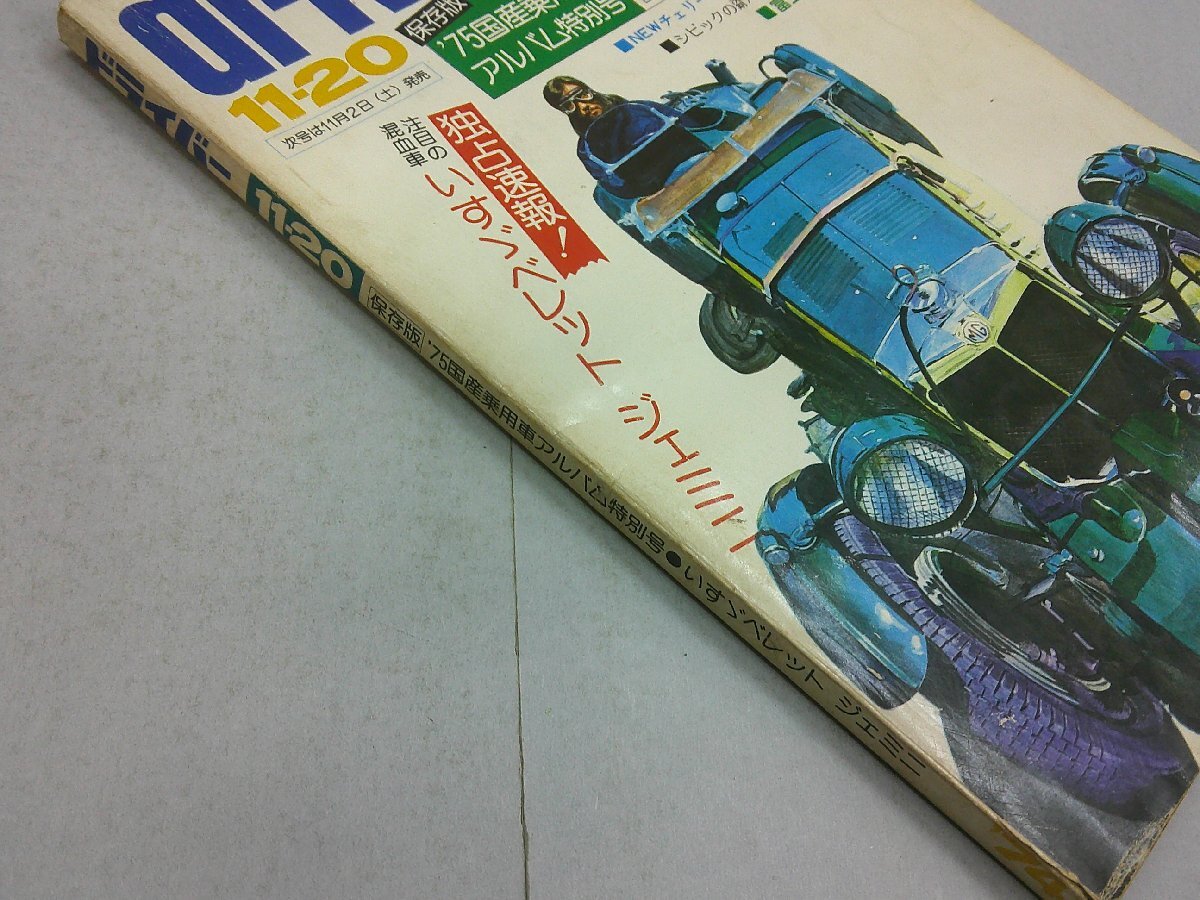 11-20
次号は11月2日(土)発売
保存版
'75国産乗
アルバム特別号
■NEWチェリー
■シビックの新
独占速報!
注目の
混血車
いすゞベレット ジェミニ
MG
ドライバー 11-20 保存版 '75国産乗用車アルバム特別号●いすゞベレット ジェミニ '74